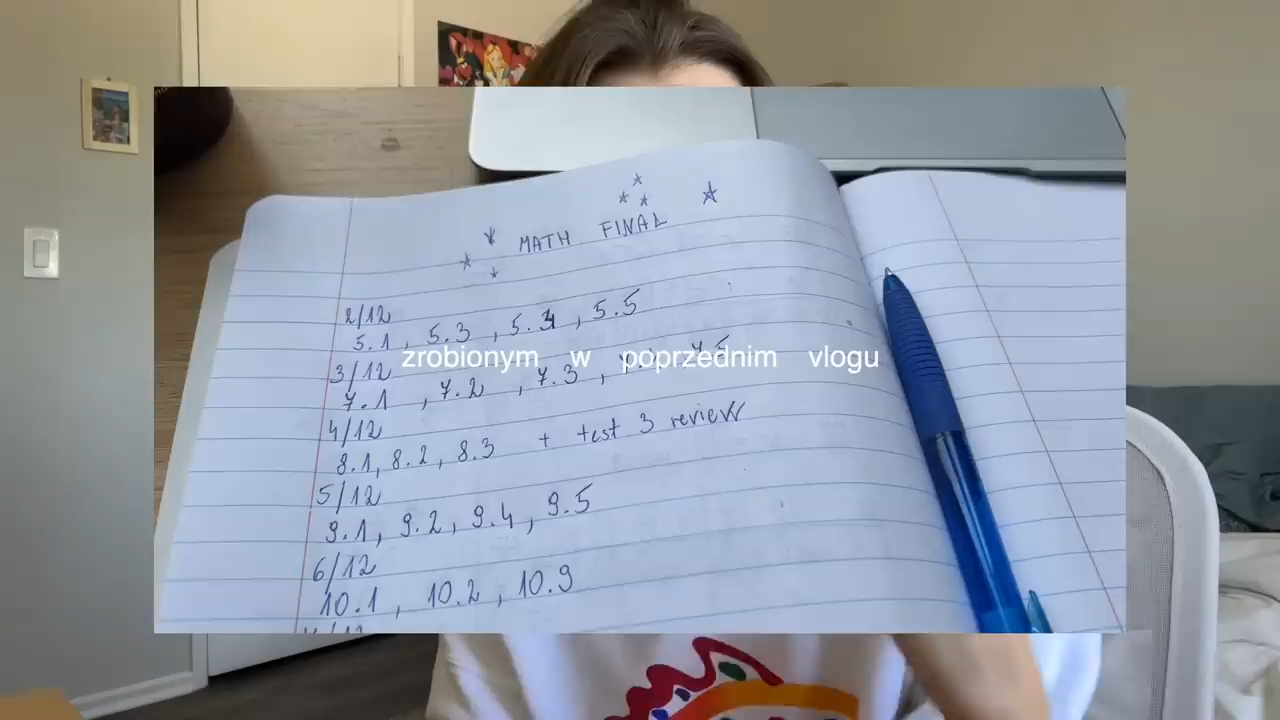 MATH FINAL
2/12
5.1, 5.3, 5.4, 5.5
zrobionym w poprzednim vlogu
3/12
7.1, 7.2, 7.3,
4/12
8.1, 8.2, 8.3 + test 3 review
5/12
9.1, 9.2, 9.4, 9.5
6/12
10.1, 10.2, 10.9